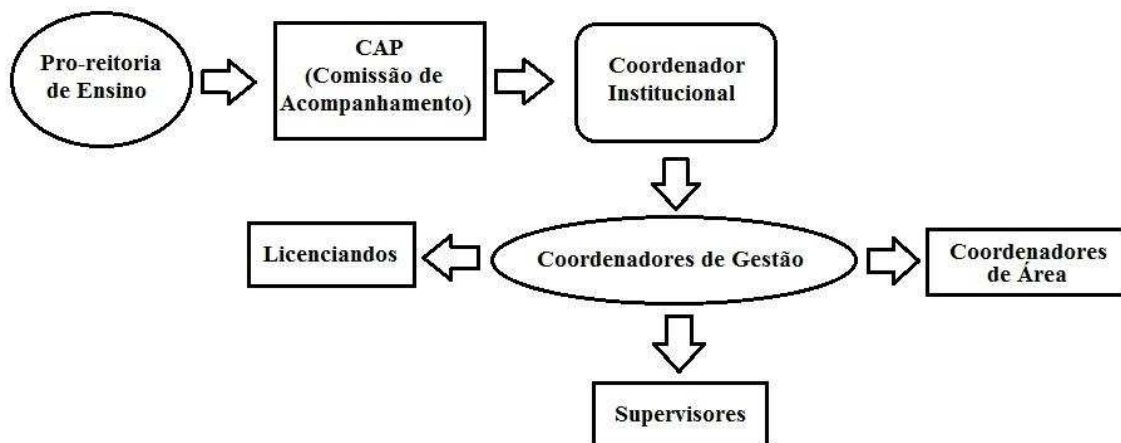 Pro-reitoria
de Ensino
CAP
(Comissão de
Acompanhamento)
Coordenador
Institucional
Licenciandos
Coordenadores de Gestão
Coordenadores
de Área
Supervisores